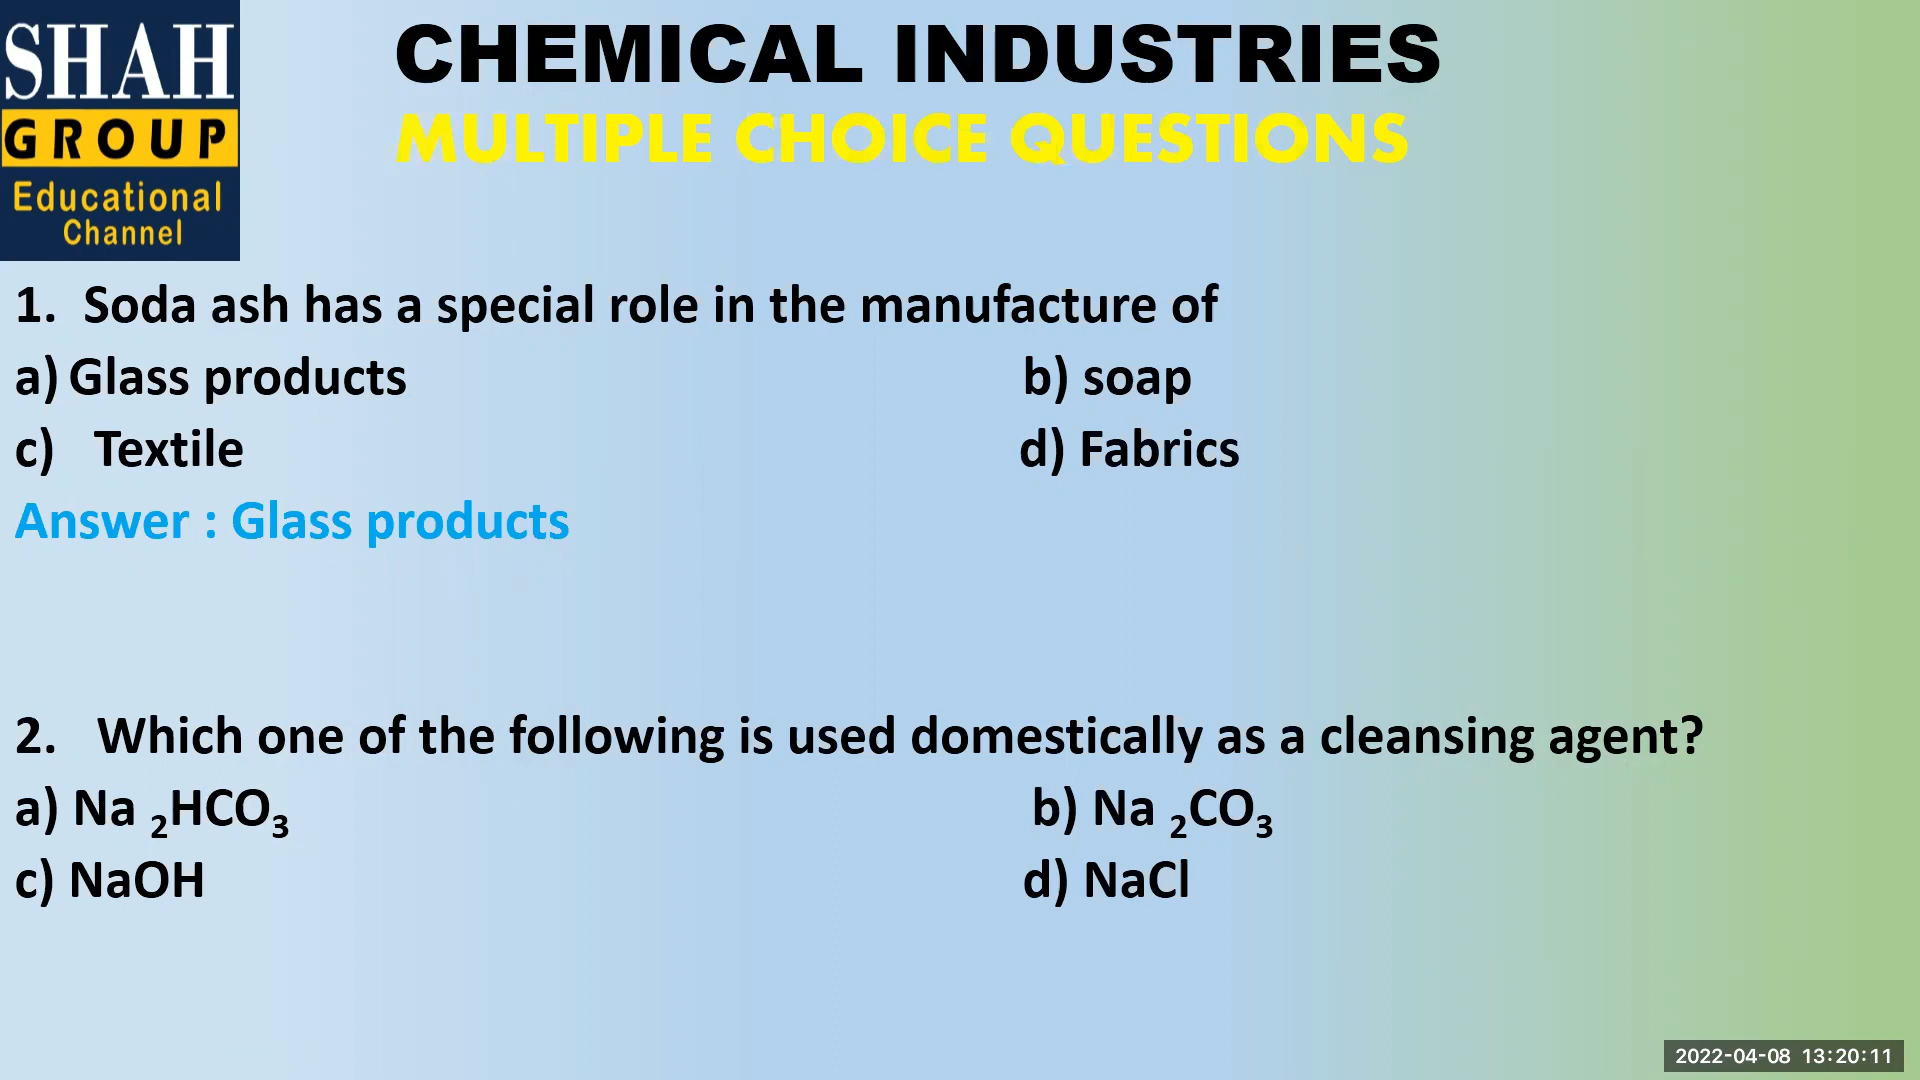 SHAH
GROUP
Educational
Channel
CHEMICAL INDUSTRIES
MULTIPLE CHOICE QUESTIONS
1. Soda ash has a special role in the manufacture of
a) Glass products b) soap
c) Textile d) Fabrics
Answer : Glass products
2. Which one of the following is used domestically as a cleansing agent?
a) Na ₂HCO₃ b) Na ₂CO₃
c) NaOH d) NaCl
2022-04-08 13:20:11